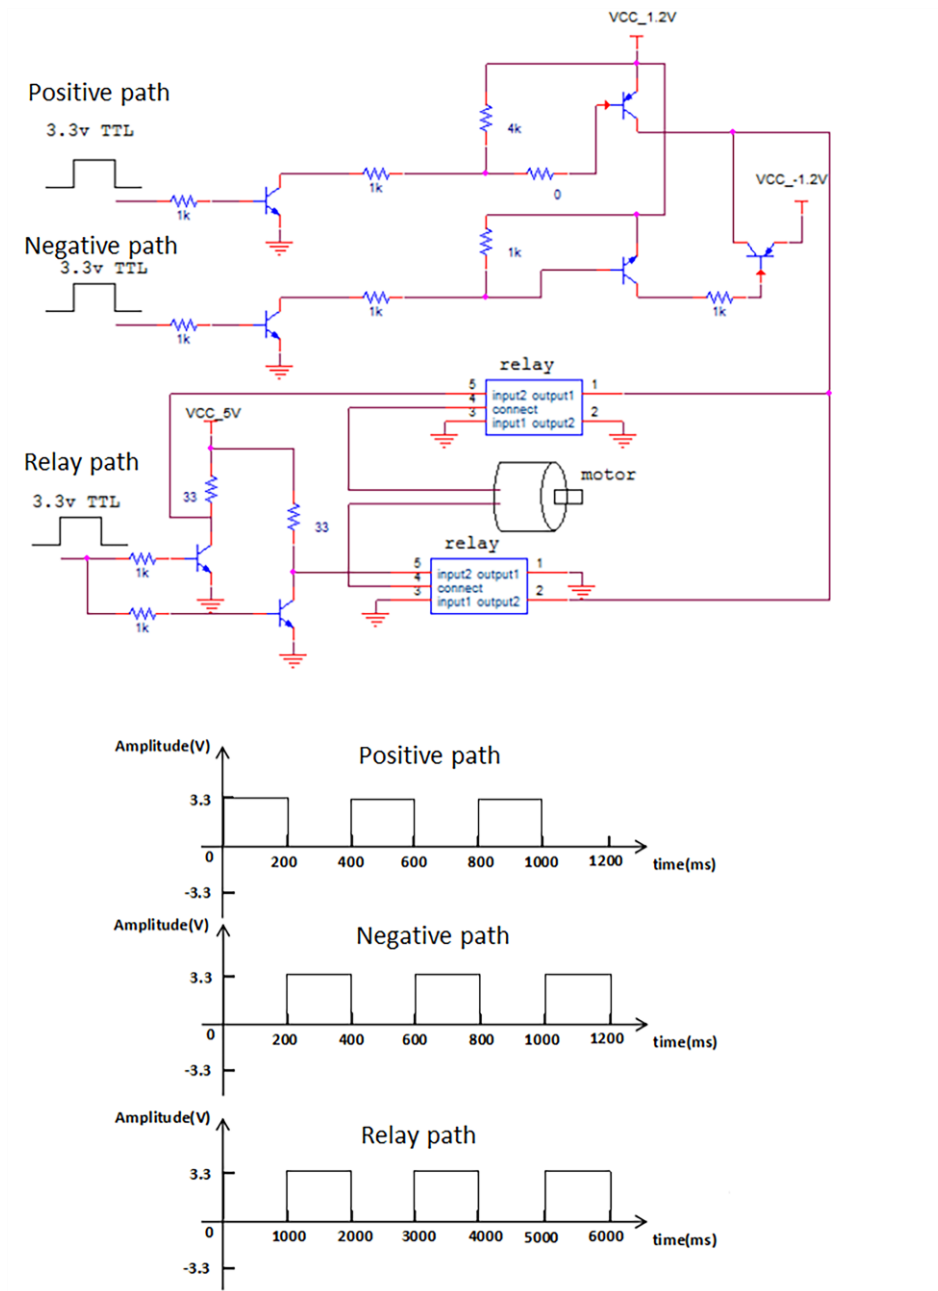 VCC_1.2V
Positive path
3.3v TTL
4k
1k
0
1k
VCC_-1.2V
Negative path
3.3v TTL
1k
1k
1k
1k
relay
5 input2 output1 1
4 connect
3 input1 output2 2
VCC_5V
Relay path
33
3.3v TTL
motor
33
relay
5 input2 output1 1
4 connect
3 input1 output2 2
1k
1k
Amplitude(V)
Positive path
3.3
0
200 400 600 800 1000 1200 time(ms)
-3.3
Amplitude(V)
Negative path
3.3
0
200 400 600 800 1000 1200 time(ms)
-3.3
Amplitude(V)
Relay path
3.3
0
1000 2000 3000 4000 5000 6000 time(ms)
-3.3